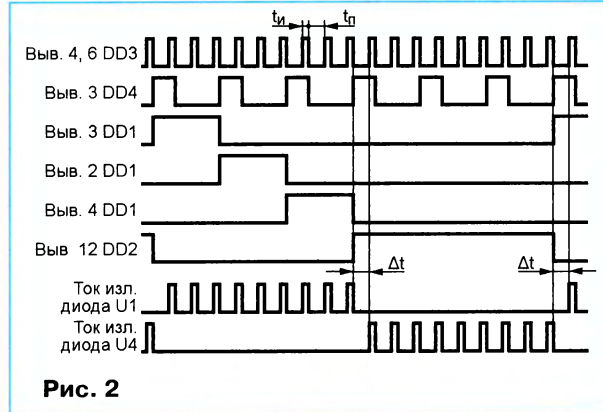 tи tп
Выв. 4, 6 DD3
Выв. 3 DD4
Выв. 3 DD1
Выв. 2 DD1
Выв. 4 DD1
Выв 12 DD2
Δt Δt
Ток изл.
диода U1
Ток изл.
диода U4
Рис. 2